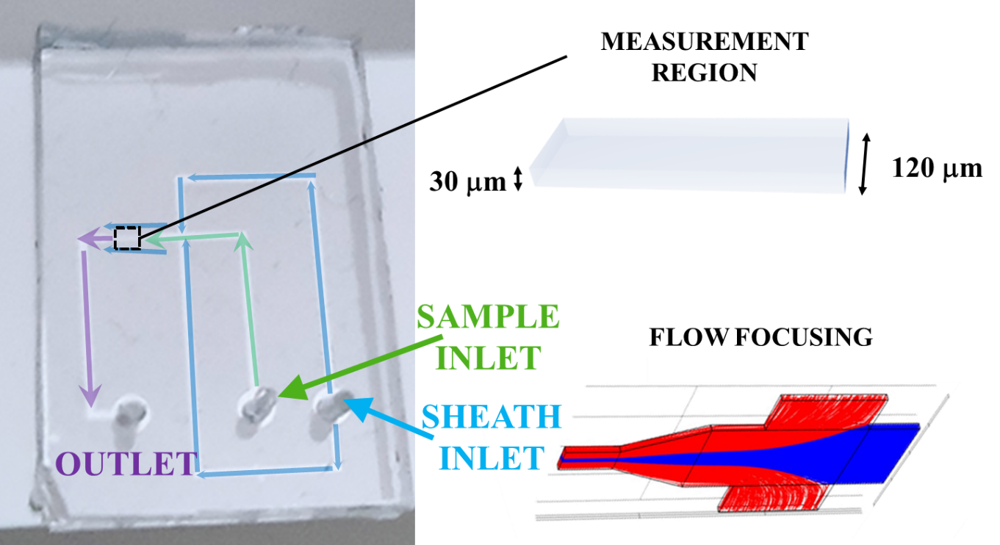 MEASUREMENT
REGION
30 μm
120 μm
SAMPLE
INLET
FLOW FOCUSING
SHEATH
INLET
OUTLET